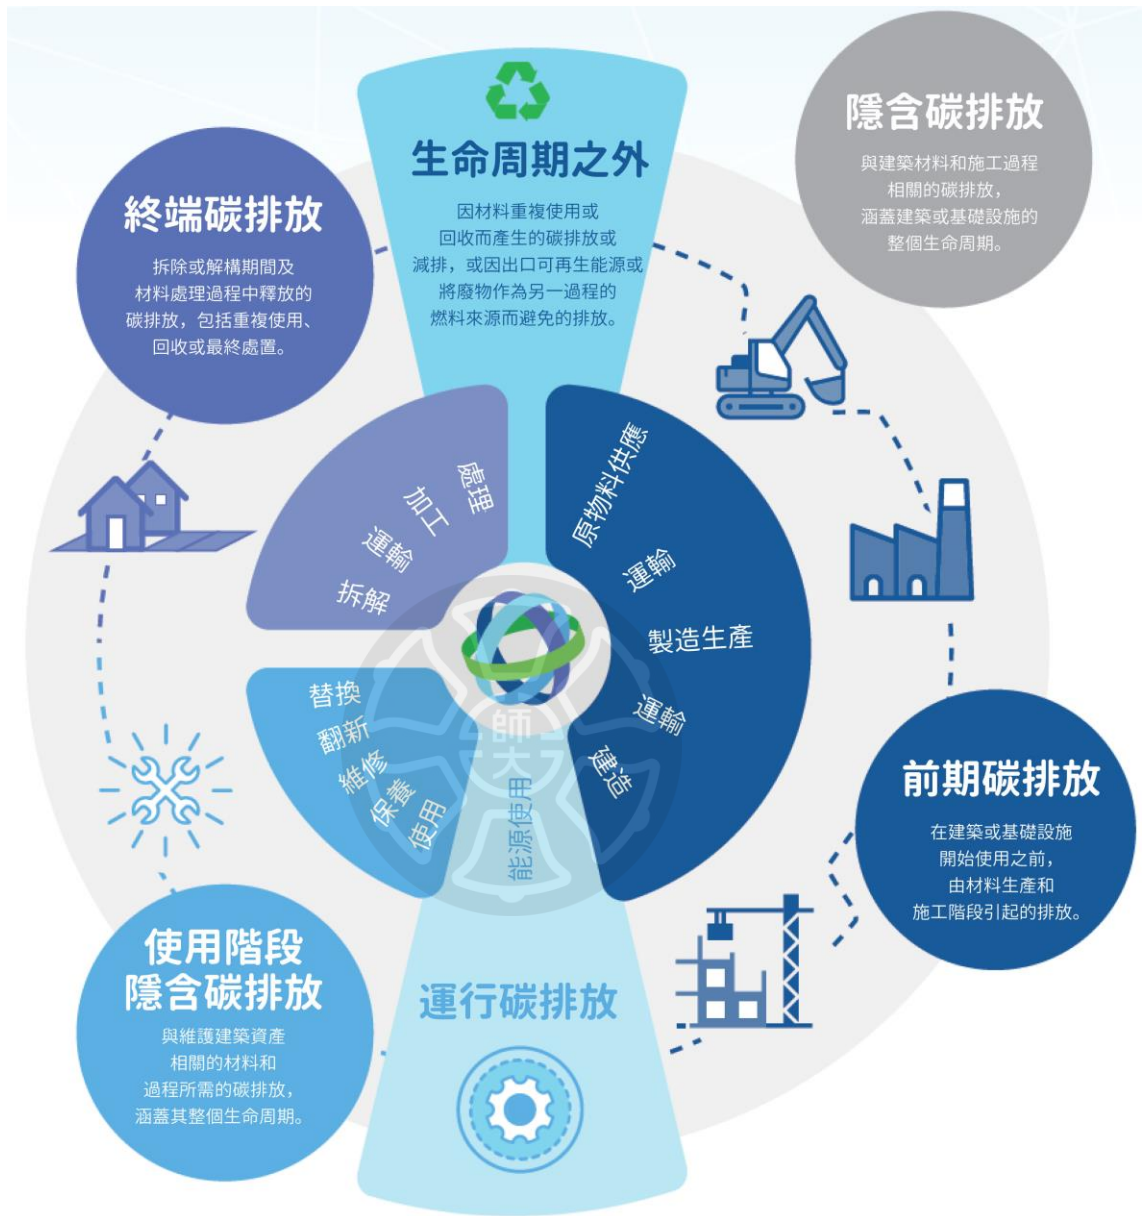 生命周期之外
因材料重複使用或
回收而產生的碳排放或
減排，或因出口可再生能源或
將廢物作為另一過程的
燃料來源而避免的排放。
隱含碳排放
與建築材料和施工過程
相關的碳排放，
涵蓋建築或基礎設施的
整個生命周期。
終端碳排放
拆除或解構期間及
材料處理過程中釋放的
碳排放，包括重複使用、
回收或最終處置。
處理
加工
運輸
拆解
原物料供應
運輸
製造生產
運輸
建造
師大
替換
翻新
維修
保養
使用
能源使用
前期碳排放
在建築或基礎設施
開始使用之前，
由材料生產和
施工階段引起的排放。
使用階段
隱含碳排放
與維護建築資產
相關的材料和
過程所需的碳排放，
涵蓋其整個生命周期。
運行碳排放